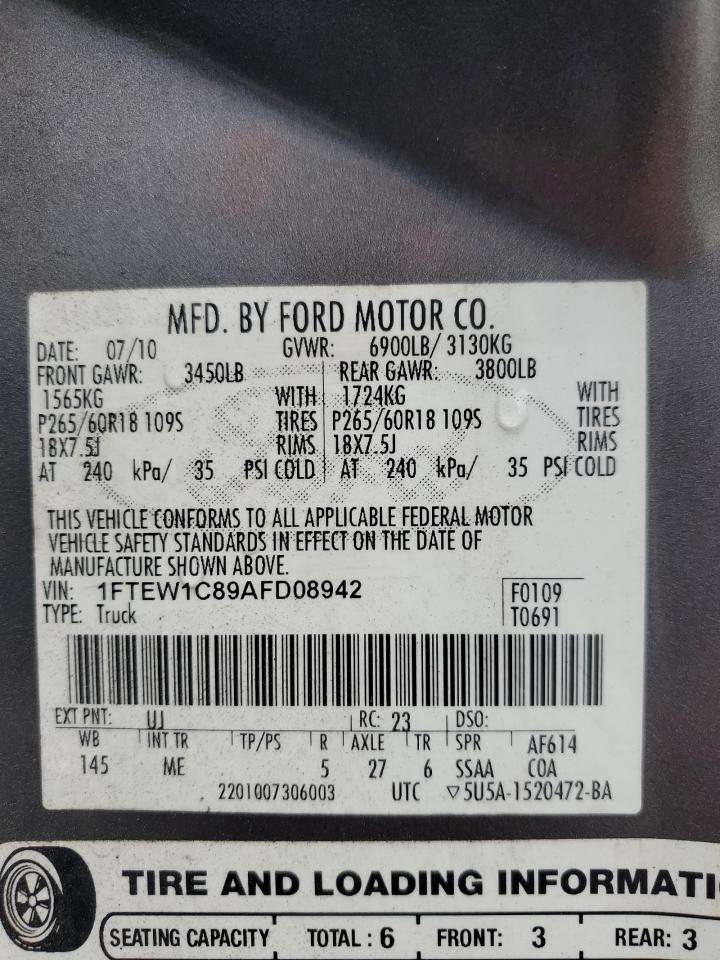 MFD. BY FORD MOTOR CO.
DATE: 07/10 GVWR: 6900LB/ 3130KG
FRONT GAWR: 3450LB REAR GAWR: 3800LB
1565KG WITH 1724KG WITH
P265/60R18 109S TIRES P265/60R18 109S TIRES
18X7.5J RIMS 18X7.5J RIMS
AT 240 kPa/ 35 PSI COLD AT 240 kPa/ 35 PSI COLD
THIS VEHICLE CONFORMS TO ALL APPLICABLE FEDERAL MOTOR
VEHICLE SAFETY STANDARDS IN EFFECT ON THE DATE OF
MANUFACTURE SHOWN ABOVE.
VIN: 1FTEW1C89AFD08942 F0109
TYPE: Truck T0691
EXT PNT: UJ RC: 23 DSO:
WB INT TR TP/PS R AXLE TR SPR AF614
145 ME 5 27 6 SSAA COA
2201007306003 UTC ▽5U5A-1520472-BA
TIRE AND LOADING INFORMATI
SEATING CAPACITY TOTAL : 6 FRONT: 3 REAR: 3